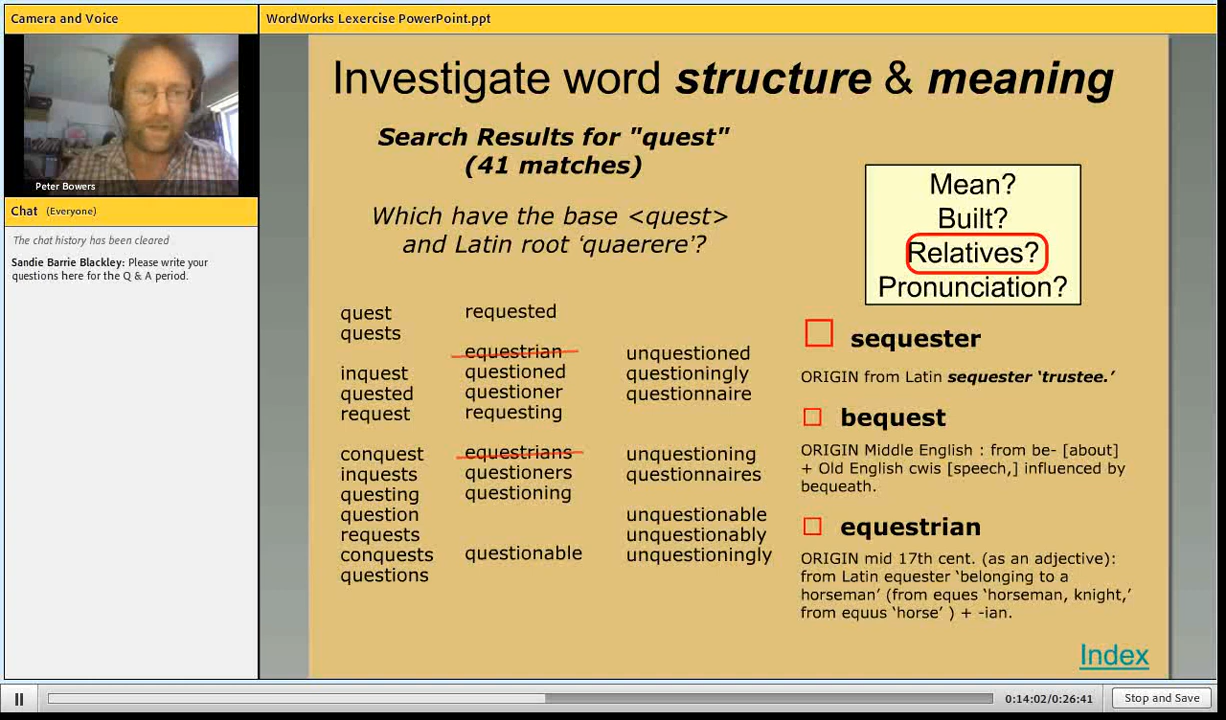 Camera and Voice
WordWorks Lexercise PowerPoint.ppt
Peter Bowers
Chat (Everyone)
The chat history has been cleared
Sandie Barrie Blackley: Please write your
questions here for the Q & A period.
Investigate word structure & meaning
Search Results for "quest"
(41 matches)
Which have the base <quest>
and Latin root ‘quaerere’?
quest
quests
inquest
quested
request
conquest
inquests
questing
question
requests
conquests
questions
requested
equestrian
questioned
questioner
requesting
equestrians
questioners
questioning
questionable
unquestioned
questioningly
questionnaire
unquestioning
questionnaires
unquestionable
unquestionably
unquestioningly
Mean?
Built?
Relatives?
Pronunciation?
sequester
ORIGIN from Latin sequester ‘trustee.’
bequest
ORIGIN Middle English : from be- [about]
+ Old English cwis [speech,] influenced by
bequeath.
equestrian
ORIGIN mid 17th cent. (as an adjective):
from Latin equester ‘belonging to a
horseman’ (from eques ‘horseman, knight,’
from equus ‘horse’ ) + -ian.
Index
0:14:02/0:26:41
Stop and Save